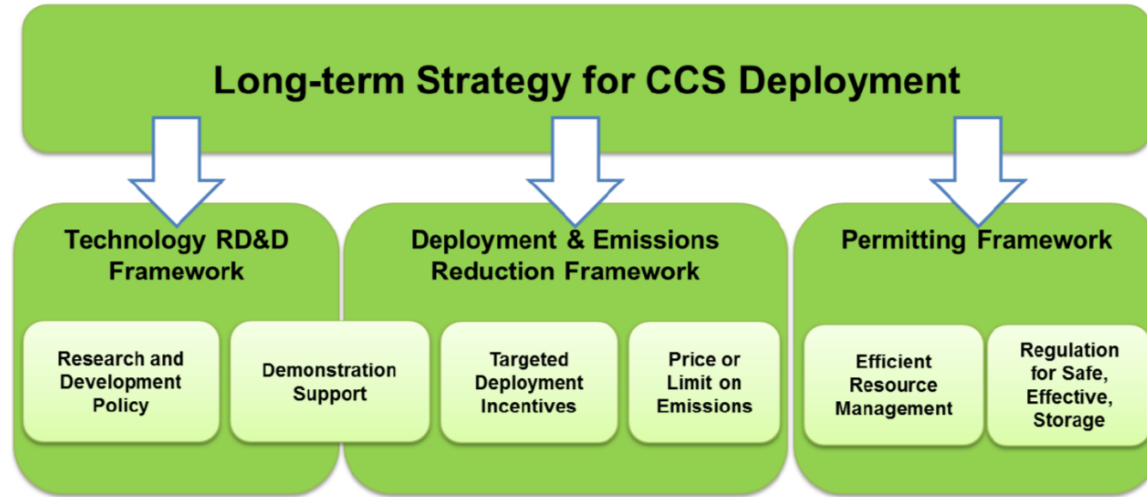 Long-term Strategy for CCS Deployment
Technology RD&D
Framework
Research and
Development
Policy
Demonstration
Support
Deployment & Emissions
Reduction Framework
Targeted
Deployment
Incentives
Price or
Limit on
Emissions
Permitting Framework
Efficient
Resource
Management
Regulation
for Safe,
Effective,
Storage